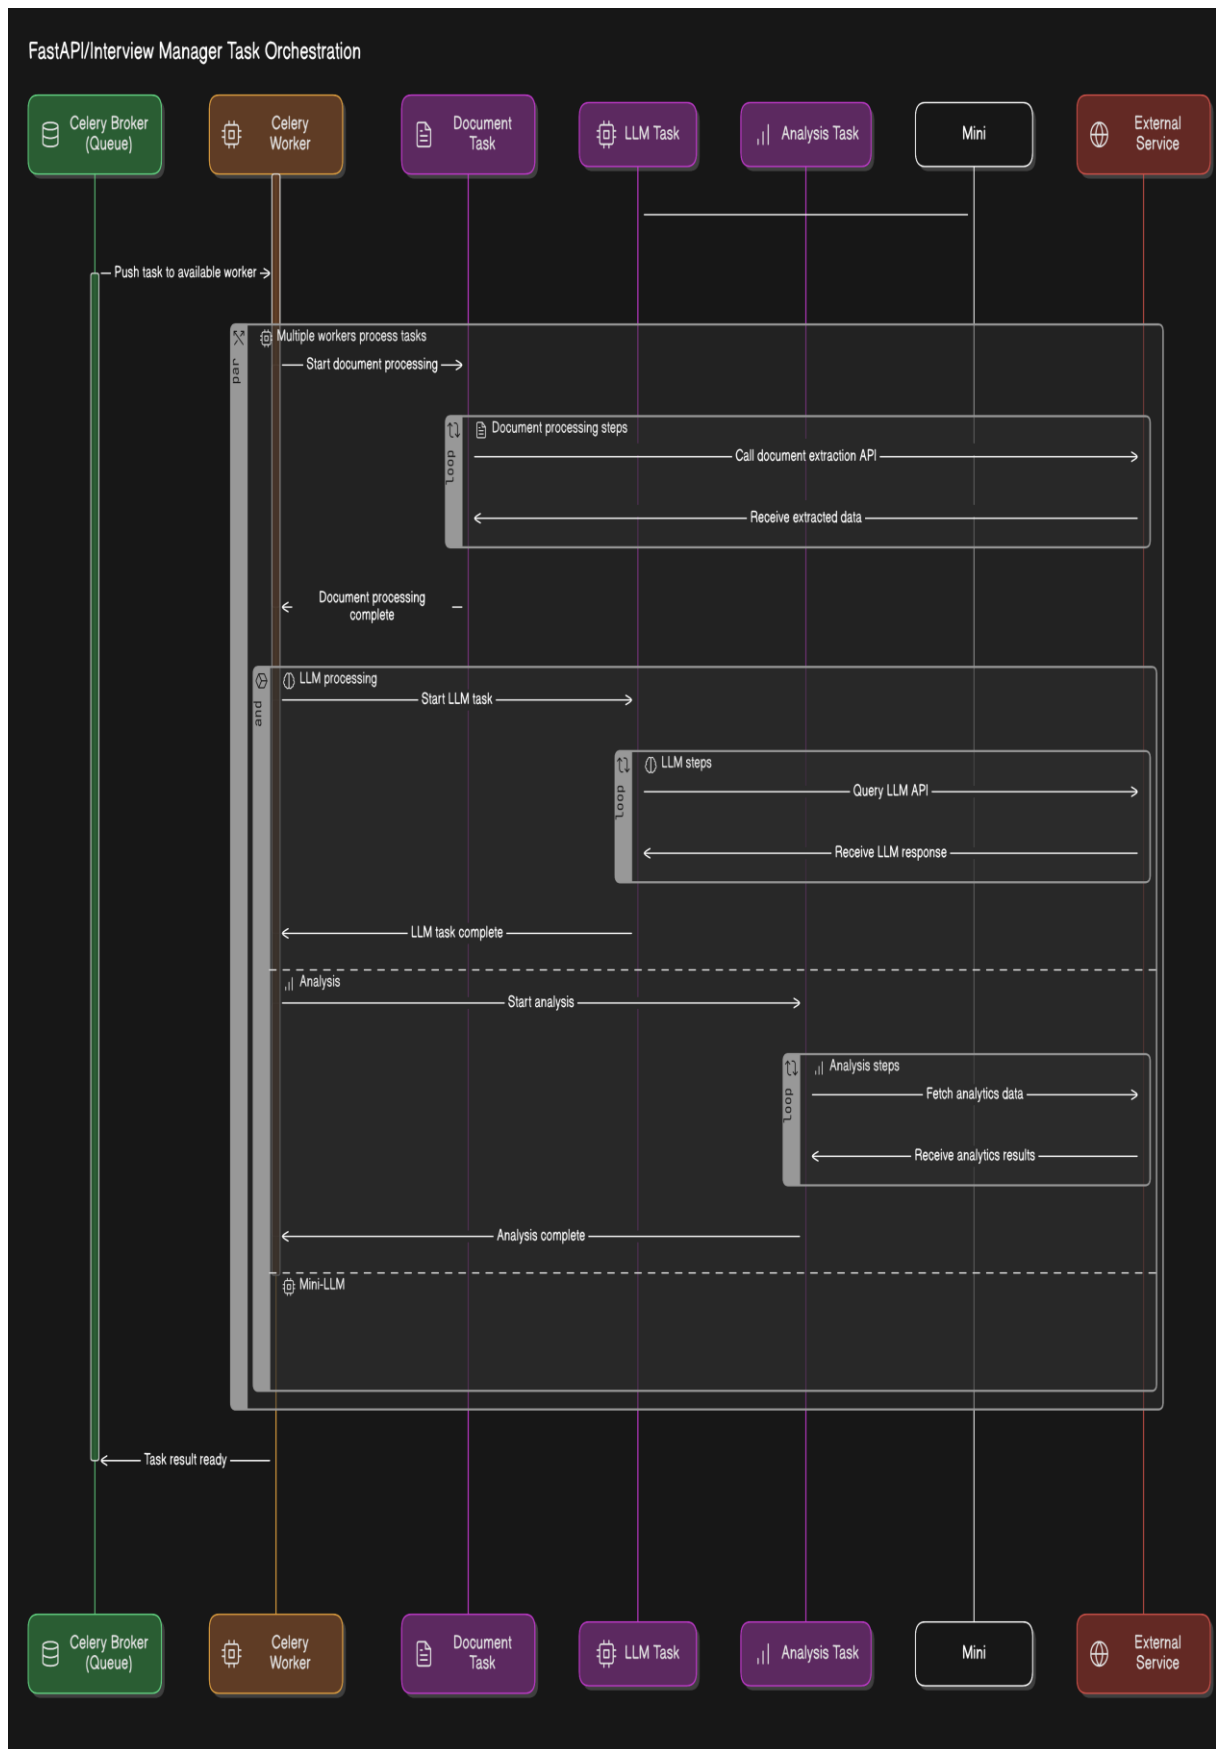 FastAPI/Interview Manager Task Orchestration
Celery Broker
(Queue)
Celery
Worker
Document
Task
LLM Task
Analysis Task
Mini
External
Service
Push task to available worker
par
Multiple workers process tasks
Start document processing
loop
Document processing steps
Call document extraction API
Receive extracted data
Document processing
complete
and
LLM processing
Start LLM task
loop
LLM steps
Query LLM API
Receive LLM response
LLM task complete
Analysis
Start analysis
loop
Analysis steps
Fetch analytics data
Receive analytics results
Analysis complete
Mini-LLM
Task result ready
Celery Broker
(Queue)
Celery
Worker
Document
Task
LLM Task
Analysis Task
Mini
External
Service